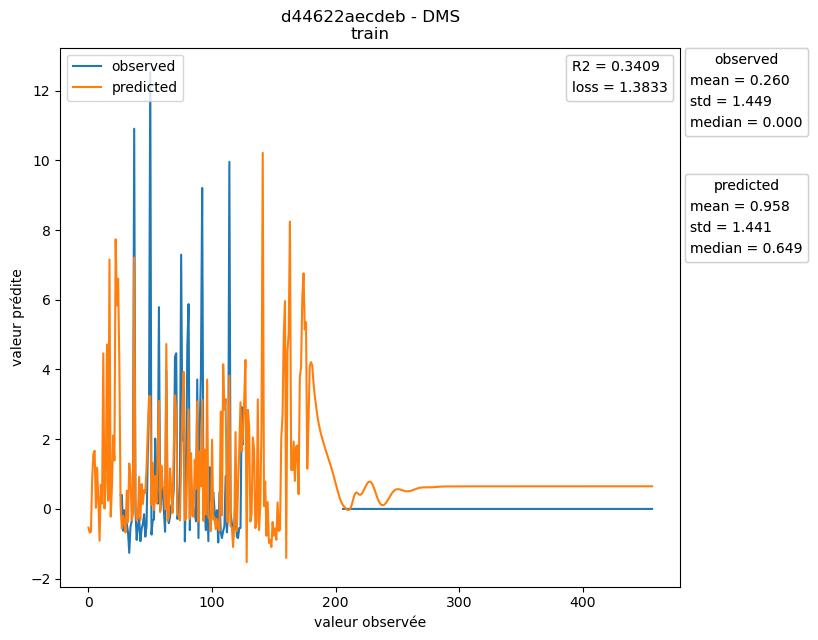 d44622aecdeb - DMS
train
observed
predicted
R2 = 0.3409
loss = 1.3833
observed
mean = 0.260
std = 1.449
median = 0.000
predicted
mean = 0.958
std = 1.441
median = 0.649
valeur prédite
12
10
8
6
4
2
0
−2
0
100
200
300
400
valeur observée